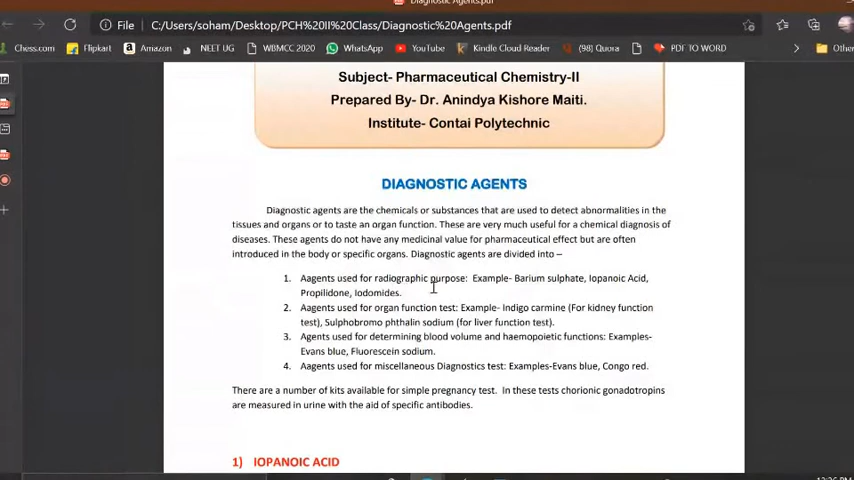 Diagnostic Agents.pdf
File C:/Users/soham/Desktop/PCH%20II%20Class/Diagnostic%20Agents.pdf
Chess.com Flipkart Amazon NEET UG WBMCC 2020 WhatsApp YouTube Kindle Cloud Reader (98) Quora PDF TO WORD Other
Subject- Pharmaceutical Chemistry-II
Prepared By- Dr. Anindya Kishore Maiti.
Institute- Contai Polytechnic
DIAGNOSTIC AGENTS
Diagnostic agents are the chemicals or substances that are used to detect abnormalities in the
tissues and organs or to taste an organ function. These are very much useful for a chemical diagnosis of
diseases. These agents do not have any medicinal value for pharmaceutical effect but are often
introduced in the body or specific organs. Diagnostic agents are divided into –
1. Aagents used for radiographic purpose: Example- Barium sulphate, Iopanoic Acid,
Propilidone, Iodomides.
2. Aagents used for organ function test: Example- Indigo carmine (For kidney function
test), Sulphobromo phthalin sodium (for liver function test).
3. Agents used for determining blood volume and haemopoietic functions: Examples-
Evans blue, Fluorescein sodium.
4. Aagents used for miscellaneous Diagnostics test: Examples-Evans blue, Congo red.
There are a number of kits available for simple pregnancy test. In these tests chorionic gonadotropins
are measured in urine with the aid of specific antibodies.
1) IOPANOIC ACID